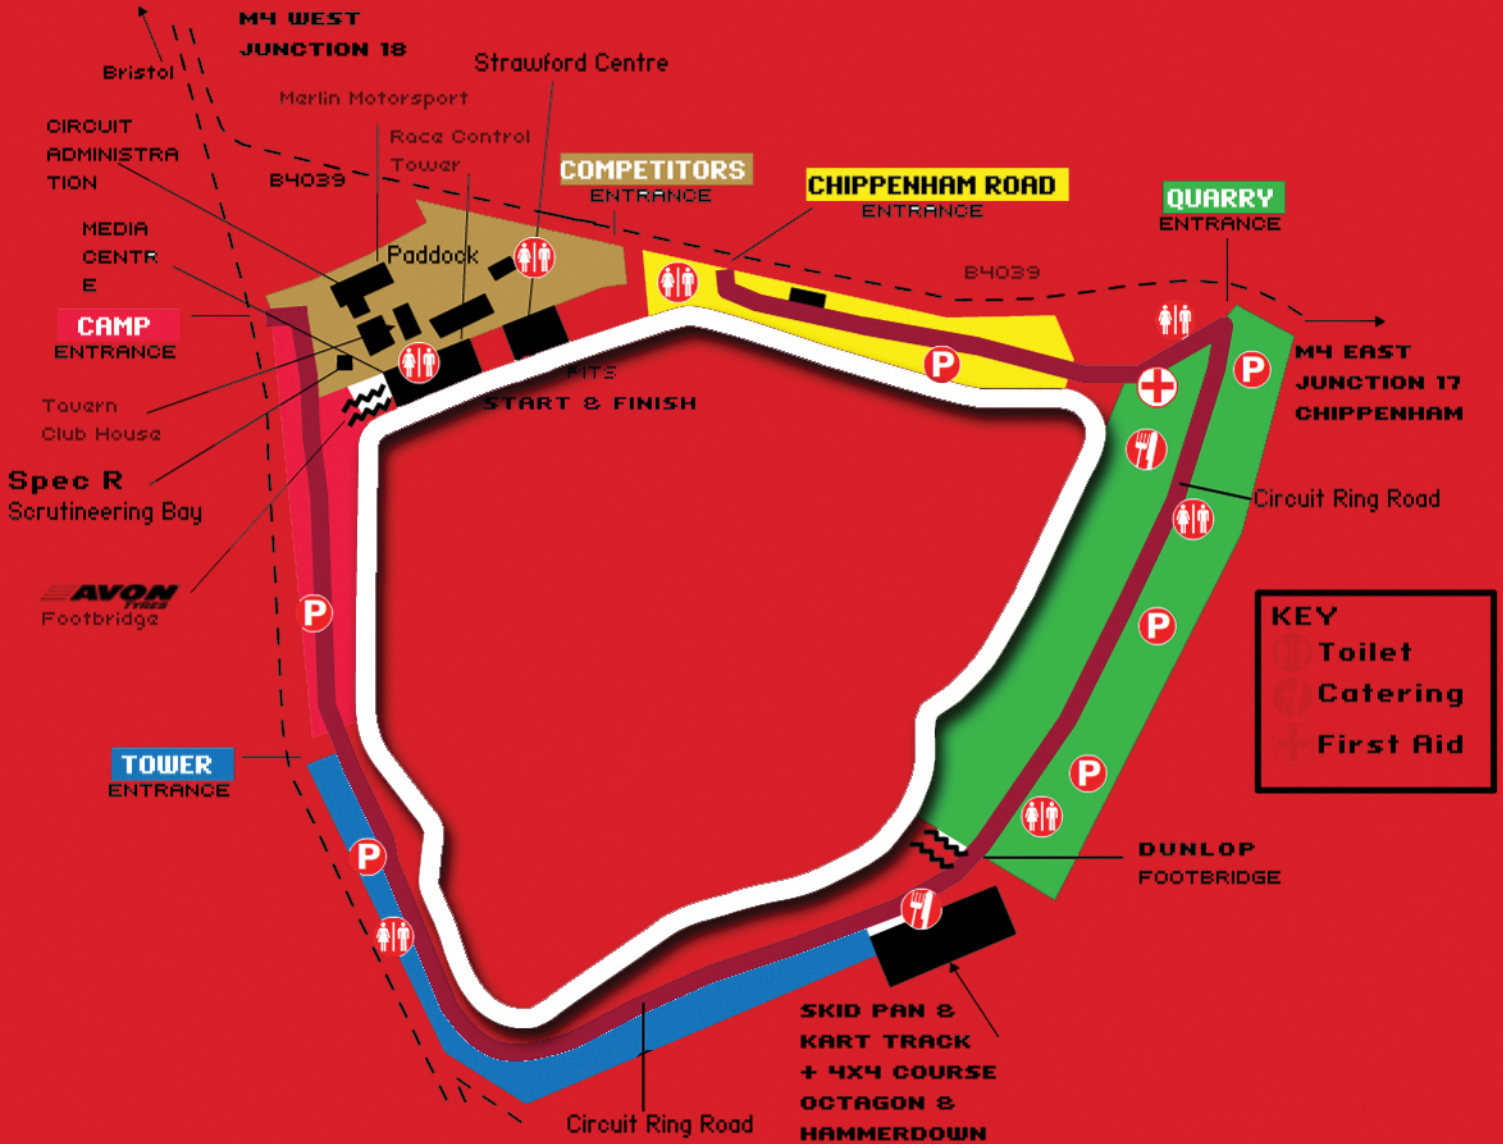 M4 WEST
JUNCTION 18
Bristol
Strawford Centre
Merlin Motorsport
CIRCUIT
ADMINISTRA
TION
Race Control
Tower
B4039
COMPETITORS
ENTRANCE
CHIPPENHAM ROAD
ENTRANCE
QUARRY
ENTRANCE
MEDIA
CENTR
E
Paddock
B4039
CAMP
ENTRANCE
PITS
START & FINISH
P
P
M4 EAST
JUNCTION 17
CHIPPENHAM
Tavern
Club House
Spec R
Scrutineering Bay
Circuit Ring Road
AVON
TYRES
Footbridge
P
P
KEY
Toilet
Catering
First Aid
TOWER
ENTRANCE
P
P
DUNLOP
FOOTBRIDGE
SKID PAN &
KART TRACK
+ 4X4 COURSE
OCTAGON &
HAMMERDOWN
Circuit Ring Road